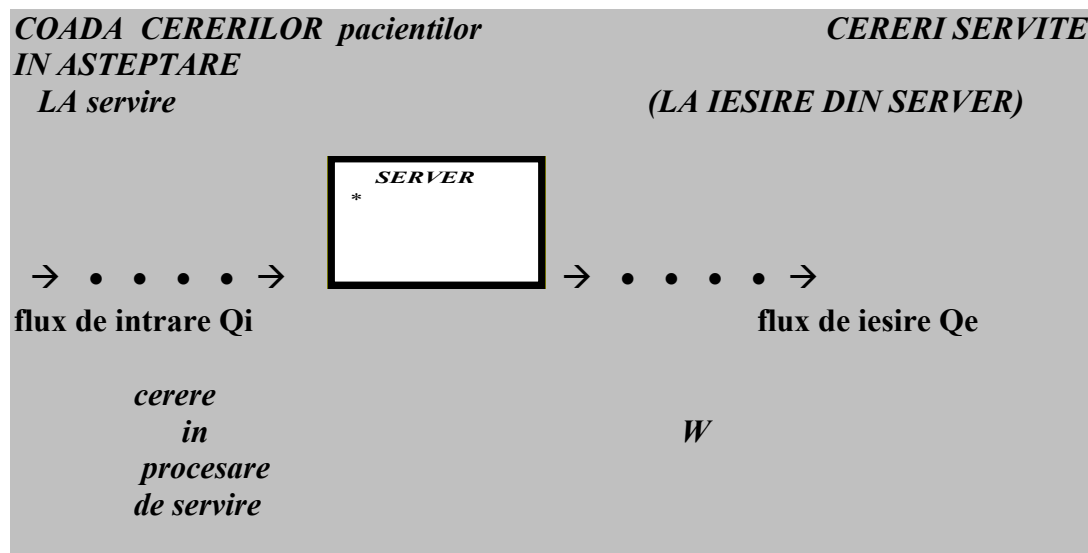 COADA CERERILOR pacientilor CERERI SERVITE
IN ASTEPTARE
LA servire (LA IESIRE DIN SERVER)
SERVER
*
→ • • • • → → • • • • →
flux de intrare Qi flux de iesire Qe
cerere
in W
procesare
de servire